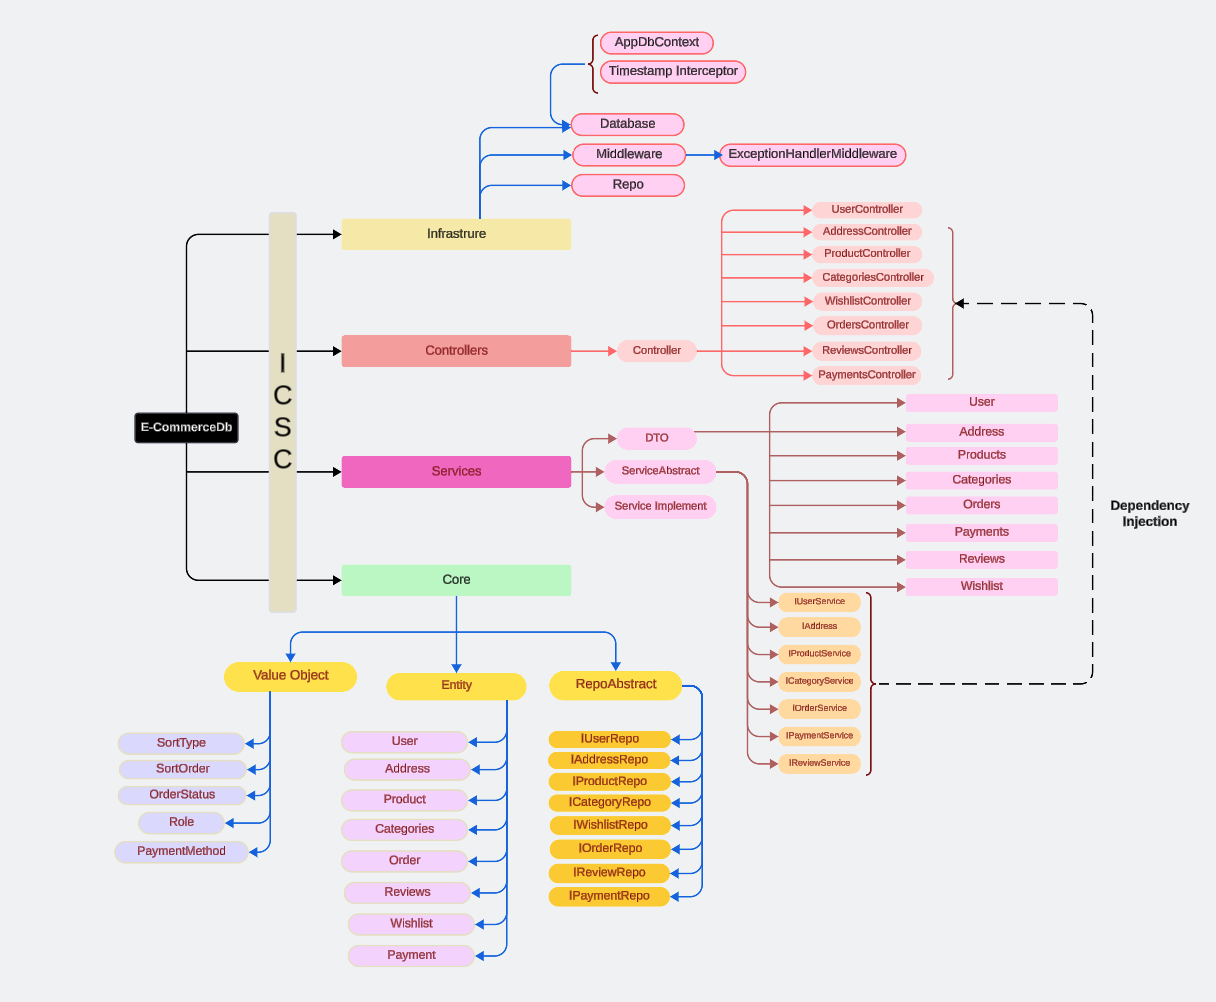 AppDbContext
Timestamp Interceptor
Database
Middleware
ExceptionHandlerMiddleware
Repo
Infrastrure
Controllers
Controller
UserController
AddressController
ProductController
CategoriesController
WishlistController
OrdersController
ReviewsController
PaymentsController
I
C
S
C
E-CommerceDb
Services
DTO
ServiceAbstract
Service Implement
User
Address
Products
Categories
Orders
Payments
Reviews
Wishlist
Dependency
Injection
IUserService
IAddress
IProductService
ICategoryService
IOrderService
IPaymentService
IReviewService
Core
Value Object
Entity
RepoAbstract
SortType
SortOrder
OrderStatus
Role
PaymentMethod
User
Address
Product
Categories
Order
Reviews
Wishlist
Payment
IUserRepo
IAddressRepo
IProductRepo
ICategoryRepo
IWishlistRepo
IOrderRepo
IReviewRepo
IPaymentRepo